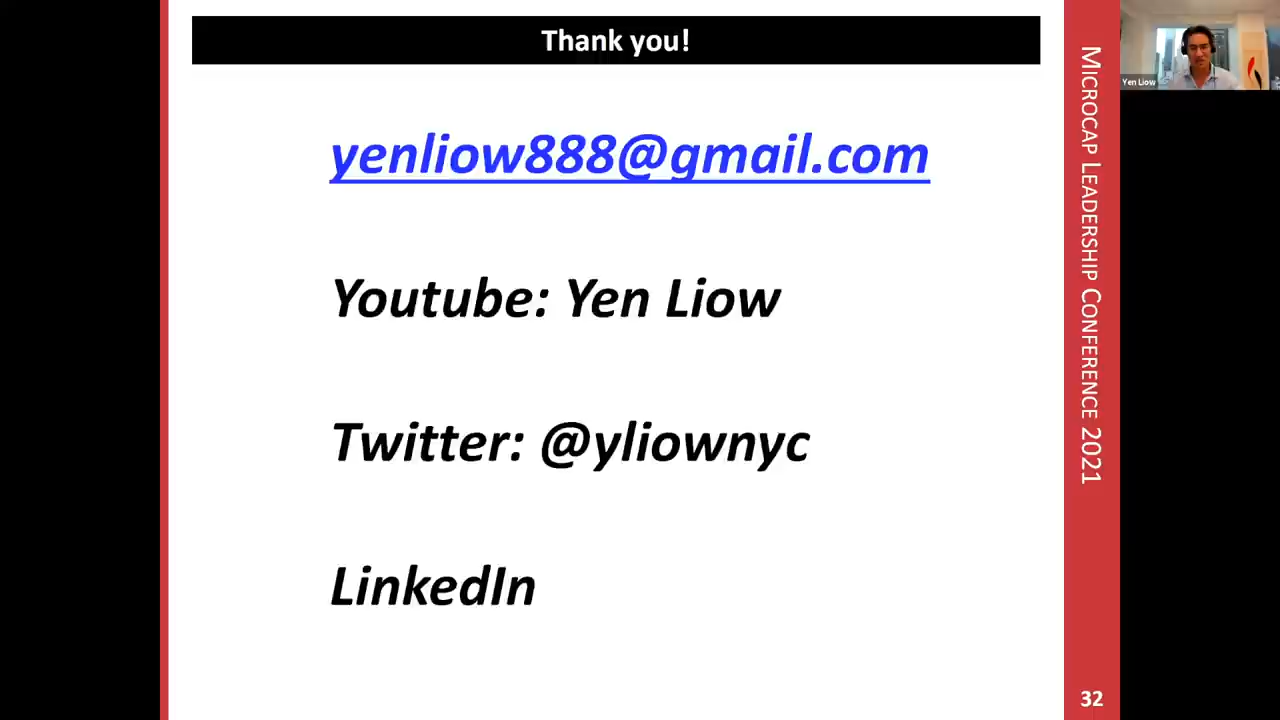 Thank you!
yenliow888@gmail.com
Youtube: Yen Liow
Twitter: @yliownyc
LinkedIn
MICROCAP LEADERSHIP CONFERENCE 2021
32
Yen Liow